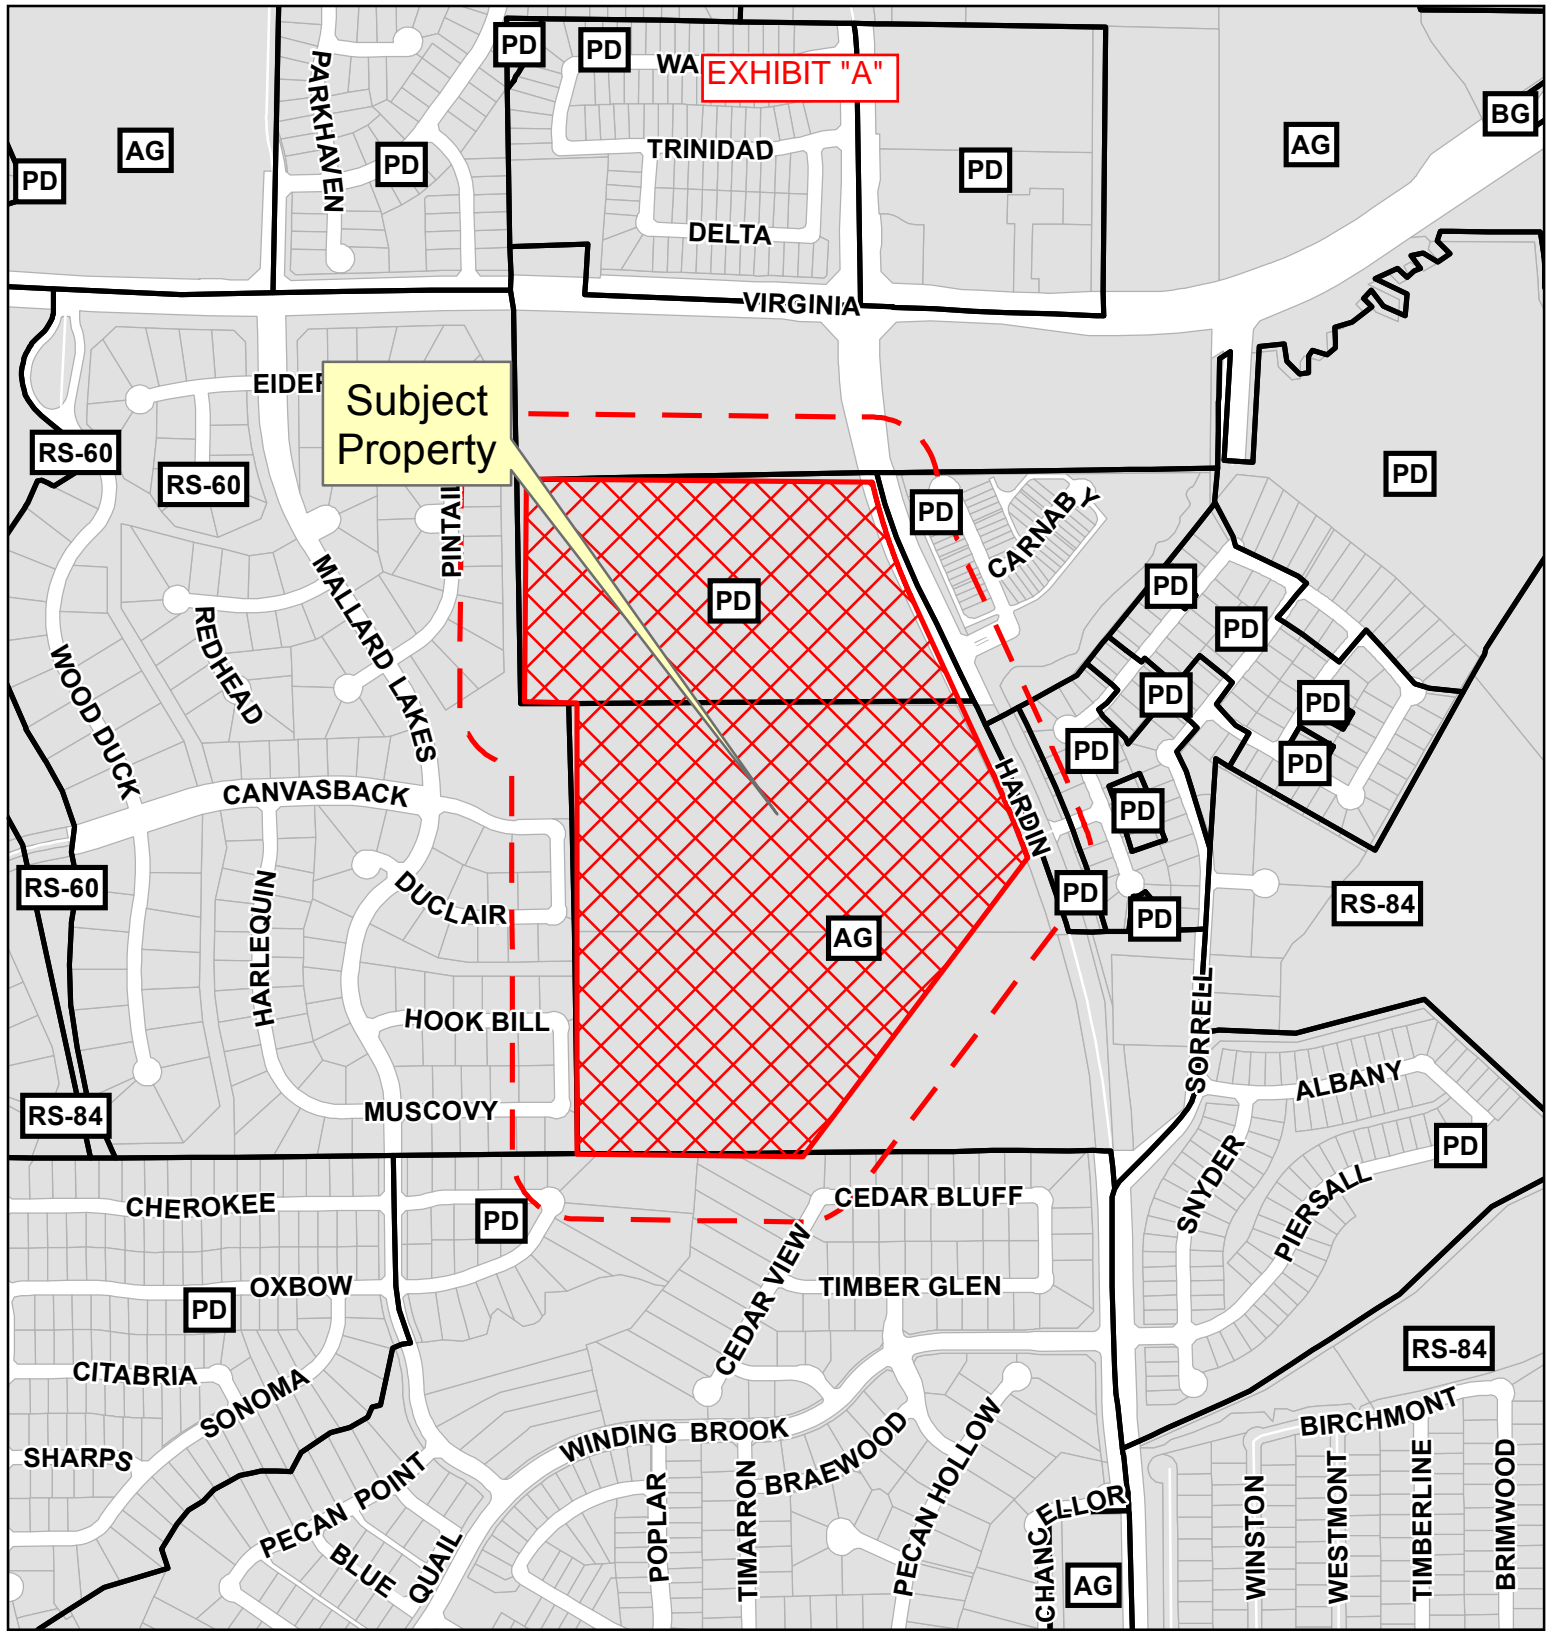 PD
PD
WA
EXHIBIT "A"
BG
PARKHAVEN
AG
PD
TRINIDAD
PD
AG
PD
DELTA
VIRGINIA
EIDER
Subject
Property
RS-60
RS-60
PINTAIL
PD
CARNABY
PD
PD
PD
PD
PD
MALLARD LAKES
REDHEAD
WOOD DUCK
PD
PD
PD
PD
HARDIN
PD
CANVASBACK
RS-60
HARLEQUIN
DUCLAIR
PD
PD
RS-84
AG
HOOK BILL
SORRELL
MUSCOVY
RS-84
ALBANY
PD
SNYDER
PIERSALL
CHEROKEE
PD
CEDAR BLUFF
CEDAR VIEW
OXBOW
TIMBER GLEN
PD
RS-84
CITABRIA
SONOMA
BIRCHMONT
SHARPS
WINDING BROOK
BRAEWOOD
PECAN HOLLOW
PECAN POINT
BLUE QUAIL
POPLAR
TIMARRON
CHANCELLOR
AG
WINSTON
WESTMONT
TIMBERLINE
BRIMWOOD